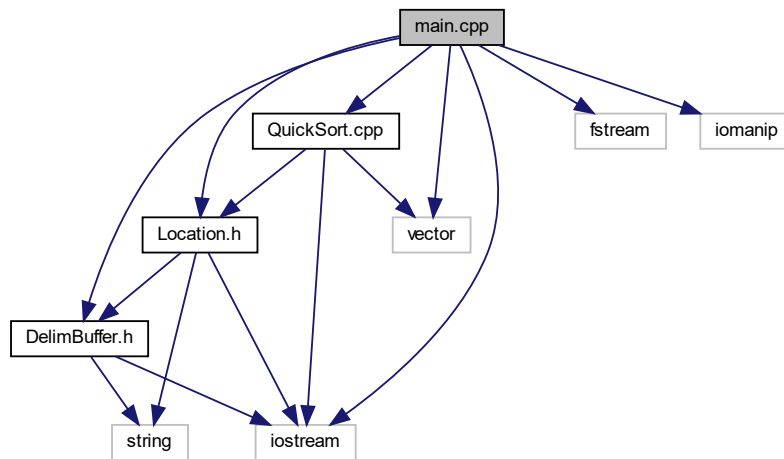 main.cpp
QuickSort.cpp
fstream
iomanip
Location.h
vector
DelimBuffer.h
string
iostream